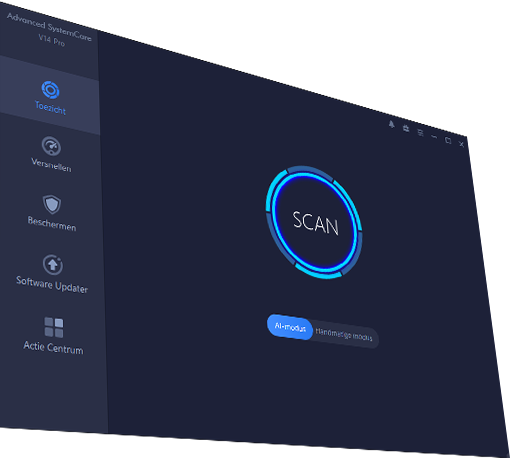 Advanced SystemCare
V14 Pro
Toezicht
Versnellen
Beschermen
Software Updater
Actie Centrum
SCAN
AI-modus
Handmatige modus